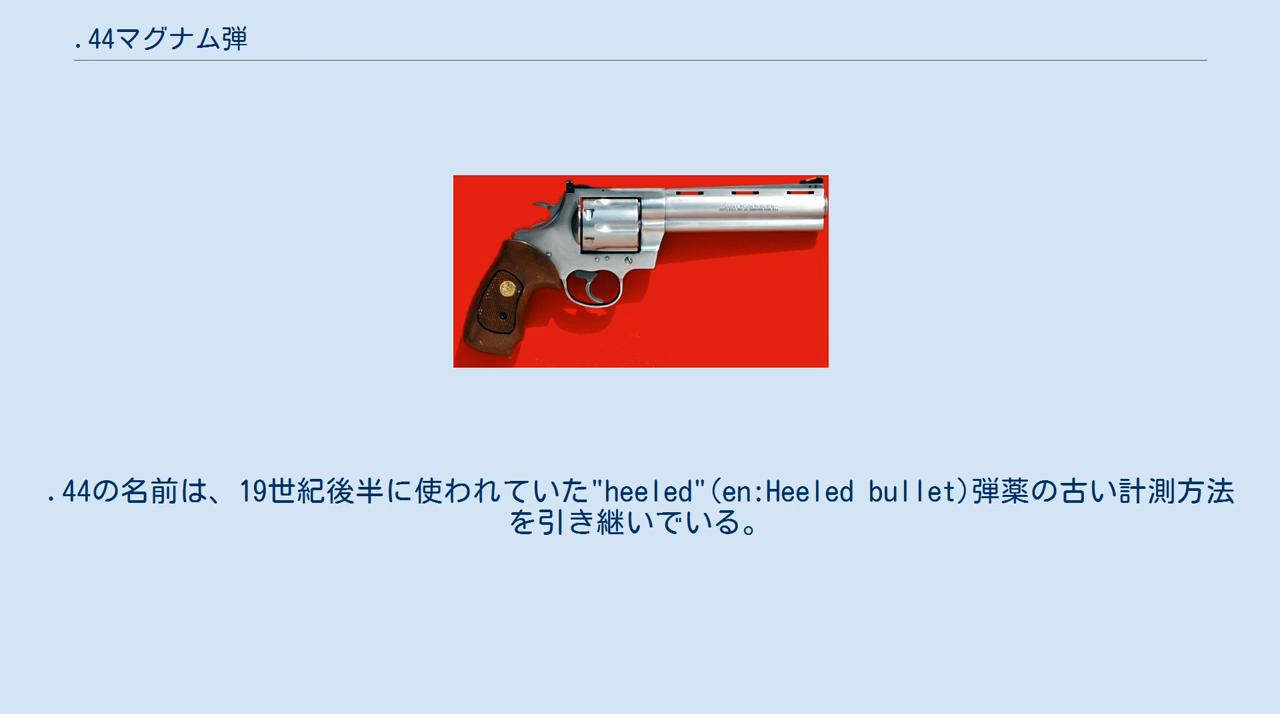 .44マグナム弾
.44の名前は、19世紀後半に使われていた"heeled"(en:Heeled bullet)弾薬の古い計測方法
を引き継いでいる。